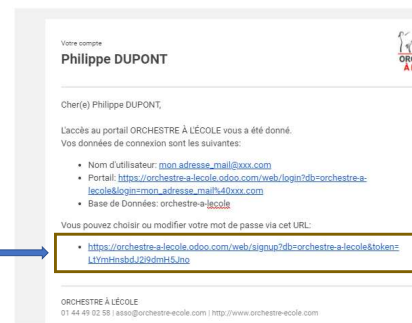 Votre compte
Philippe DUPONT
ORC
À
Cher(e) Philippe DUPONT,
L'accès au portail ORCHESTRE À L'ÉCOLE vous a été donné.
Vos données de connexion sont les suivantes:
Nom d'utilisateur: mon adresse_mail@xxx.com
Portail: https://orchestre-a-lecole.odoo.com/web/login?db=orchestre-a-
lecole&login=mon_adresse_mail%40xxx.com
Base de Données: orchestre-a-lecole
Vous pouvez choisir ou modifier votre mot de passe via cet URL:
https://orchestre-a-lecole.odoo.com/web/signup?db=orchestre-a-lecole&token=
LtYmHnsbdJ2i9dmH5Jno
ORCHESTRE À L'ÉCOLE
01 44 49 02 58 | asso@orchestre-ecole.com | http://www.orchestre-ecole.com